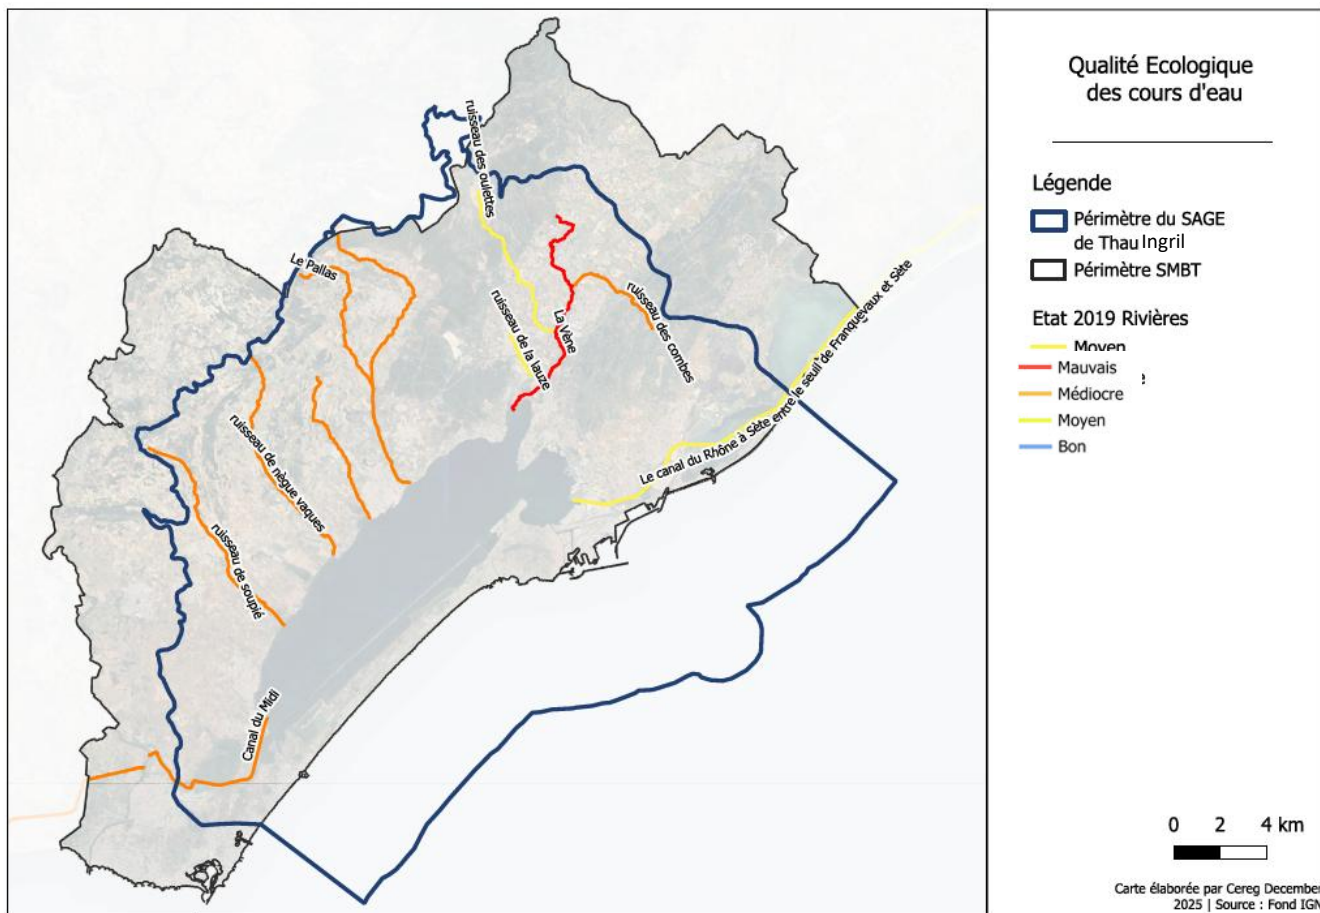 Qualité Ecologique
des cours d'eau
Légende
Périmètre du SAGE
de Thau Ingril
Périmètre SMBT
Etat 2019 Rivières
Moyen
Mauvais
e
Médiocre
Moyen
Bon
0 2 4 km
Carte élaborée par Cereg December
2025 | Source : Fond IGN
ruisseau des oulettes
Le Pallas
La Vène
ruisseau des combes
ruisseau de la lauze
Le canal du Rhône à Sète entre le seuil de Franquevaux et Sète
ruisseau de nègue vaques
ruisseau de soupié
Canal du Midi